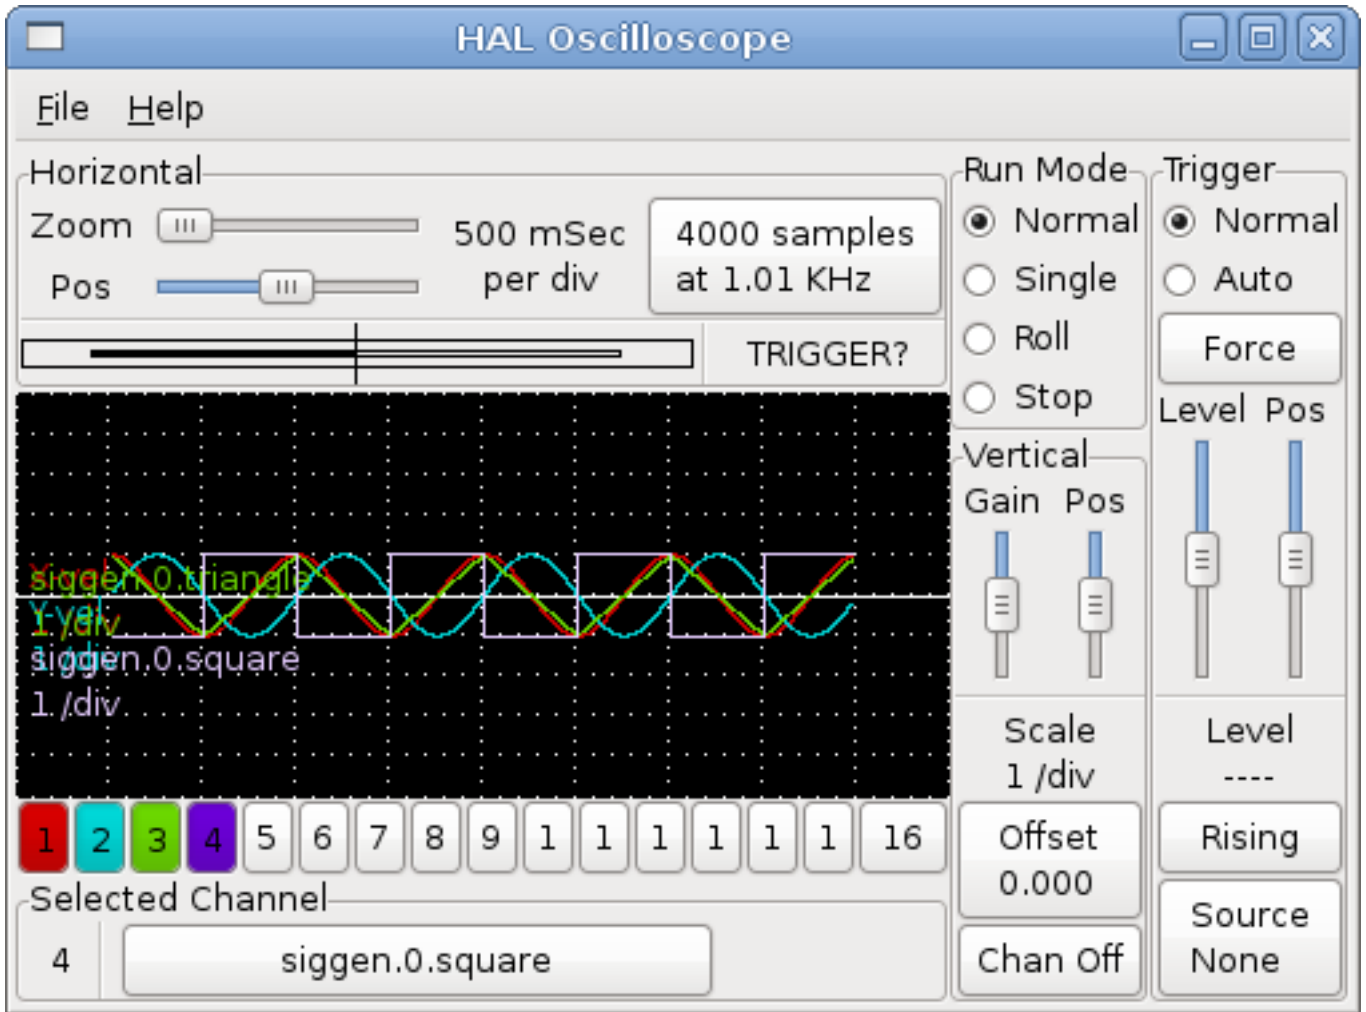 HAL Oscilloscope
File Help
Horizontal
Zoom
Pos
500 mSec
per div
4000 samples
at 1.01 KHz
TRIGGER?
Run Mode
Normal
Single
Roll
Stop
Trigger
Normal
Auto
Force
Level Pos
Vertical
Gain Pos
Scale
1 /div
Offset
0.000
Chan Off
Level
----
Rising
Source
None
siggen.0.triangle
Y-vel
1 /div
siggen.0.square
1 /div
1 2 3 4 5 6 7 8 9 1 1 1 1 1 1 16
Selected Channel
4
siggen.0.square